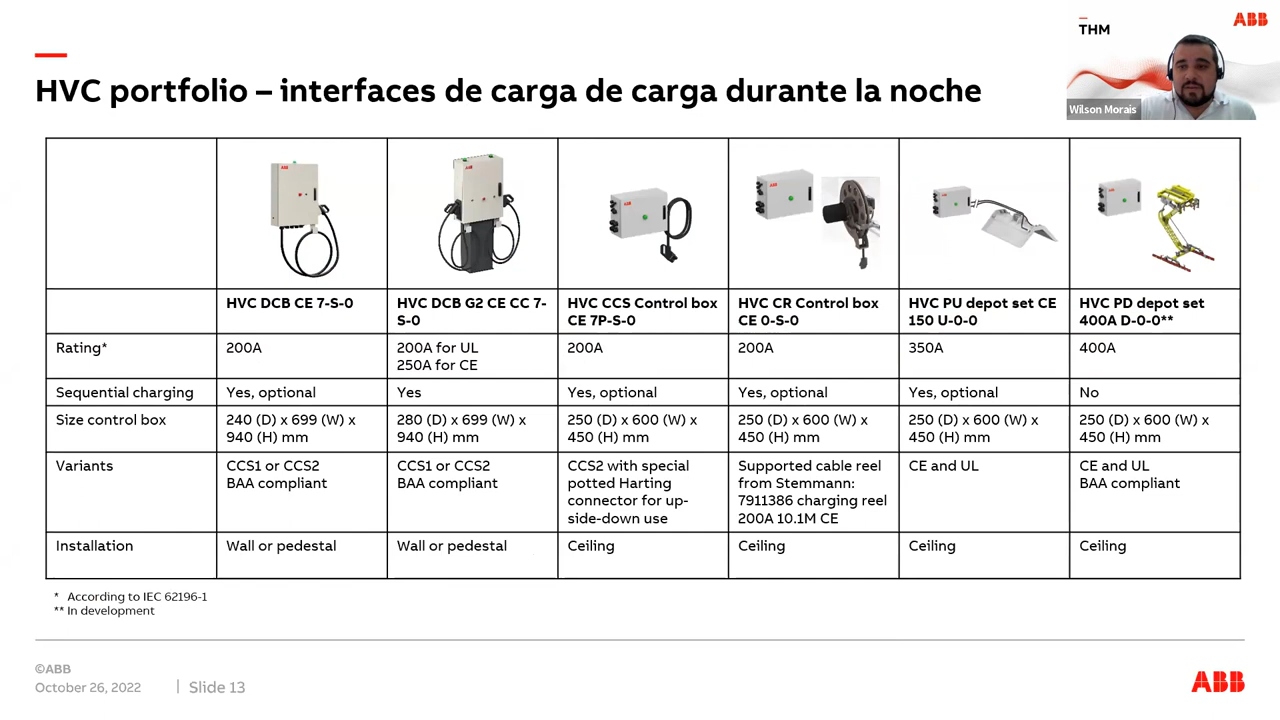 THM
ABB
Wilson Morais
HVC portfolio – interfaces de carga de carga durante la noche
HVC DCB CE 7-S-0
HVC DCB G2 CE CC 7-
S-0
HVC CCS Control box
CE 7P-S-0
HVC CR Control box
CE 0-S-0
HVC PU depot set CE
150 U-0-0
HVC PD depot set
400A D-0-0**
Rating*
200A
200A for UL
250A for CE
200A
200A
350A
400A
Sequential charging
Yes, optional
Yes
Yes, optional
Yes, optional
Yes, optional
No
Size control box
240 (D) x 699 (W) x
940 (H) mm
280 (D) x 699 (W) x
940 (H) mm
250 (D) x 600 (W) x
450 (H) mm
250 (D) x 600 (W) x
450 (H) mm
250 (D) x 600 (W) x
450 (H) mm
250 (D) x 600 (W) x
450 (H) mm
Variants
CCS1 or CCS2
BAA compliant
CCS1 or CCS2
BAA compliant
CCS2 with special
potted Harting
connector for up-
side-down use
Supported cable reel
from Stemmann:
7911386 charging reel
200A 10.1M CE
CE and UL
CE and UL
BAA compliant
Installation
Wall or pedestal
Wall or pedestal
Ceiling
Ceiling
Ceiling
Ceiling
* According to IEC 62196-1
** In development
©ABB
October 26, 2022 | Slide 13
ABB